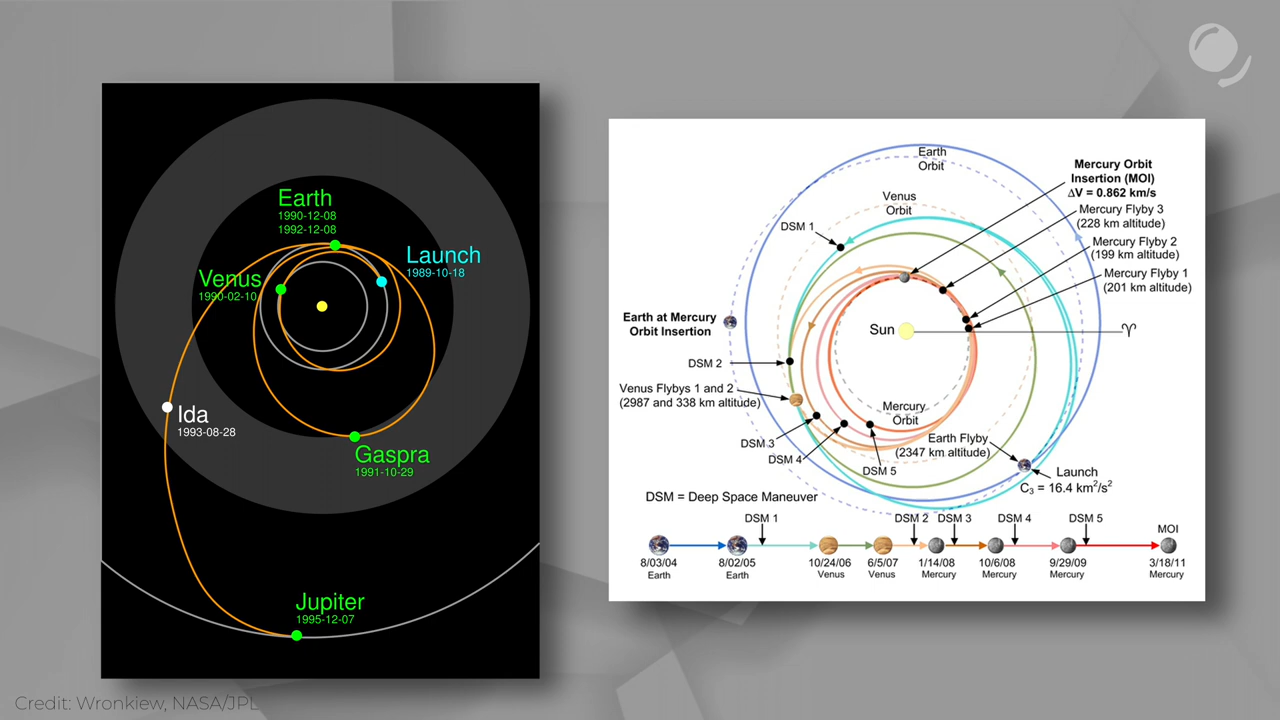 Earth
1990-12-08
1992-12-08
Launch
1989-10-18
Venus
1990-02-10
Ida
1993-08-28
Gaspra
1991-10-29
Jupiter
1995-12-07
Earth
Orbit
Venus
Orbit
Mercury Orbit
Insertion (MOI)
ΔV = 0.862 km/s
Mercury Flyby 3
(228 km altitude)
Mercury Flyby 2
(199 km altitude)
Mercury Flyby 1
(201 km altitude)
DSM 1
Earth at Mercury
Orbit Insertion
Sun
♈
DSM 2
Venus Flybys 1 and 2
(2987 and 338 km altitude)
Mercury
Orbit
DSM 3
DSM 4
DSM 5
Earth Flyby
(2347 km altitude)
Launch
C₃ = 16.4 km²/s²
DSM = Deep Space Maneuver
DSM 1 DSM 2 DSM 3 DSM 4 DSM 5 MOI
8/03/04 8/02/05 10/24/06 6/5/07 1/14/08 10/6/08 9/29/09 3/18/11
Earth Earth Venus Venus Mercury Mercury Mercury Mercury
Credit: Wronkiew, NASA/JPL